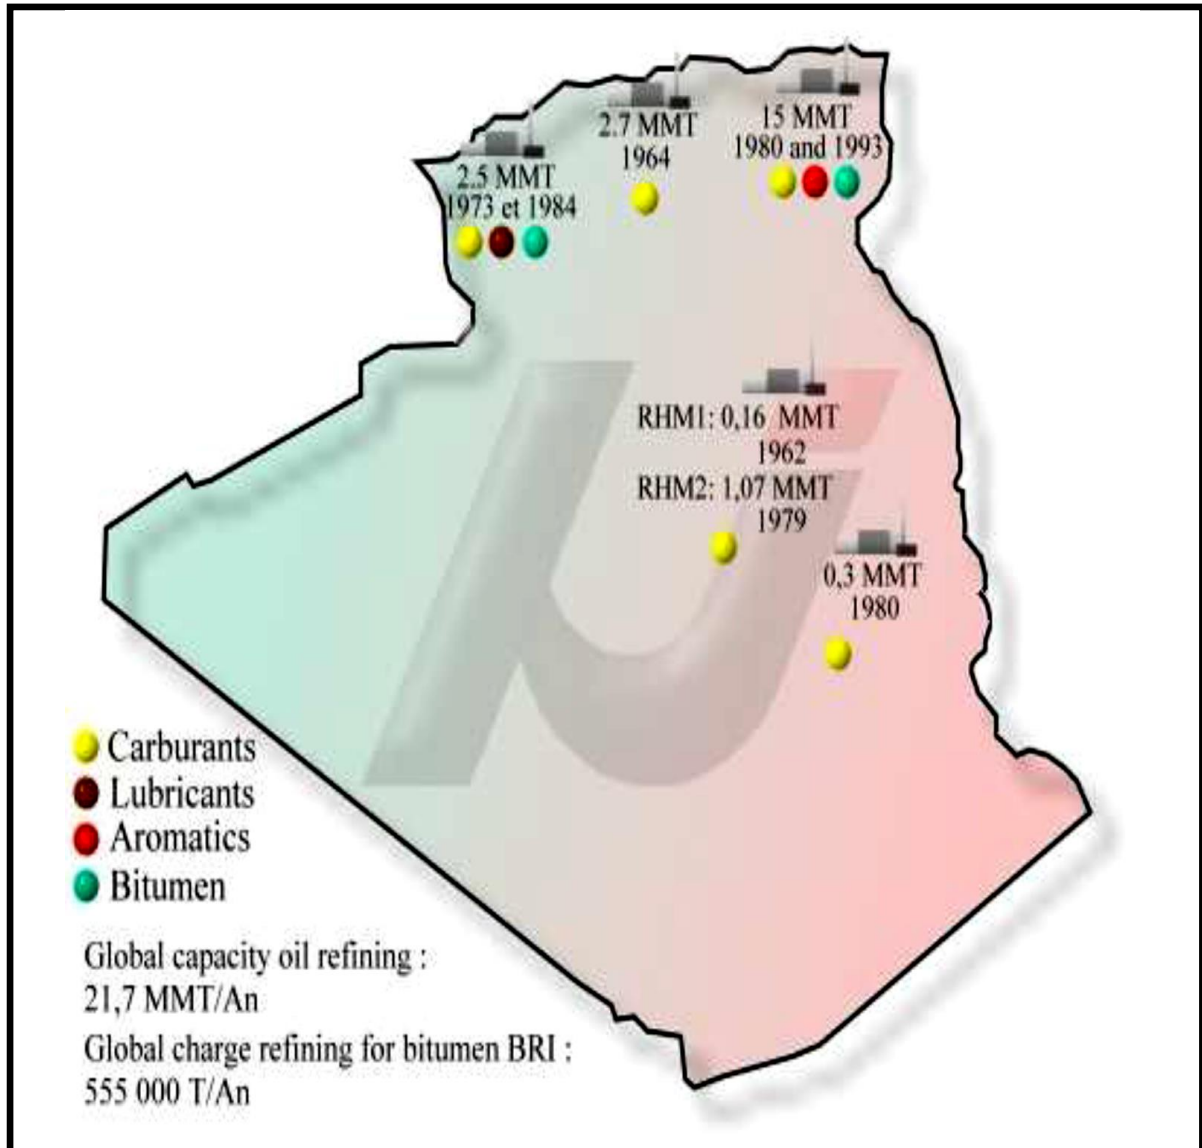 2.5 MMT
1973 et 1984
2.7 MMT
1964
15 MMT
1980 and 1993
RHM1: 0,16 MMT
1962
RHM2: 1,07 MMT
1979
0,3 MMT
1980
Carburants
Lubricants
Aromatics
Bitumen
Global capacity oil refining :
21,7 MMT/An
Global charge refining for bitumen BRI :
555 000 T/An